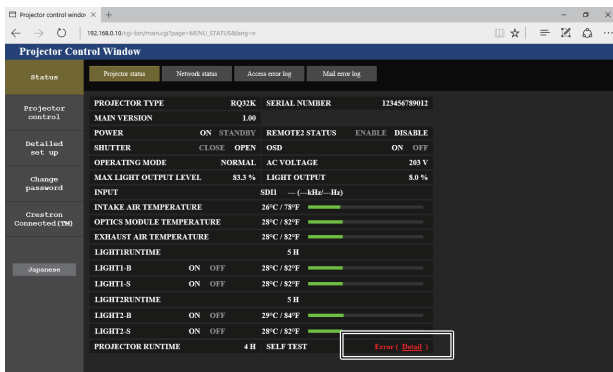 Projector control windov
192.168.0.10/cgi-bin/main.cgi?page=MENU_STATUS&lang=e
Projector Control Window
Status
Projector status
Network status
Access error log
Mail error log
Projector
control
Detailed
set up
Change
password
Crestron
Connected(TM)
Japanese
PROJECTOR TYPE RQ32K SERIAL NUMBER 123456789012
MAIN VERSION 1.00
POWER ON STANDBY REMOTE2 STATUS ENABLE DISABLE
SHUTTER CLOSE OPEN OSD ON OFF
OPERATING MODE NORMAL AC VOLTAGE 203 V
MAX LIGHT OUTPUT LEVEL 83.3 % LIGHT OUTPUT 8.0 %
INPUT SDI1 ---(---kHz/---Hz)
INTAKE AIR TEMPERATURE 26°C / 78°F
OPTICS MODULE TEMPERATURE 28°C / 82°F
EXHAUST AIR TEMPERATURE 28°C / 82°F
LIGHT1RUNTIME 5 H
LIGHT1-B ON OFF 28°C / 82°F
LIGHT1-S ON OFF 28°C / 82°F
LIGHT2RUNTIME 5 H
LIGHT2-B ON OFF 29°C / 84°F
LIGHT2-S ON OFF 28°C / 82°F
PROJECTOR RUNTIME 4 H SELF TEST Error ( Detail )